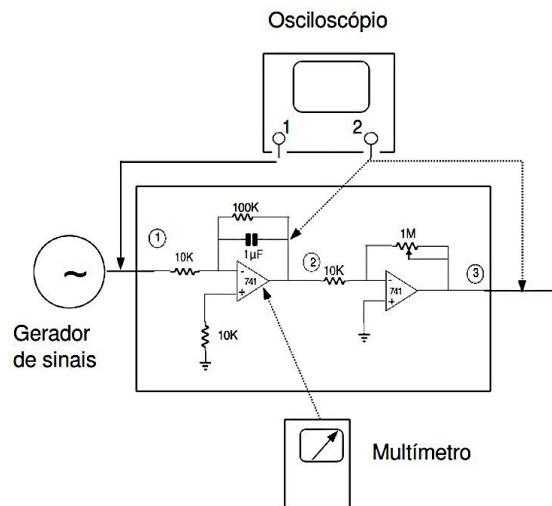 Osciloscópio
1 2
100K
1
10K
1µF
2
10K
1M
3
-
741
+
-
741
+
10K
Gerador
de sinais
~
Multímetro